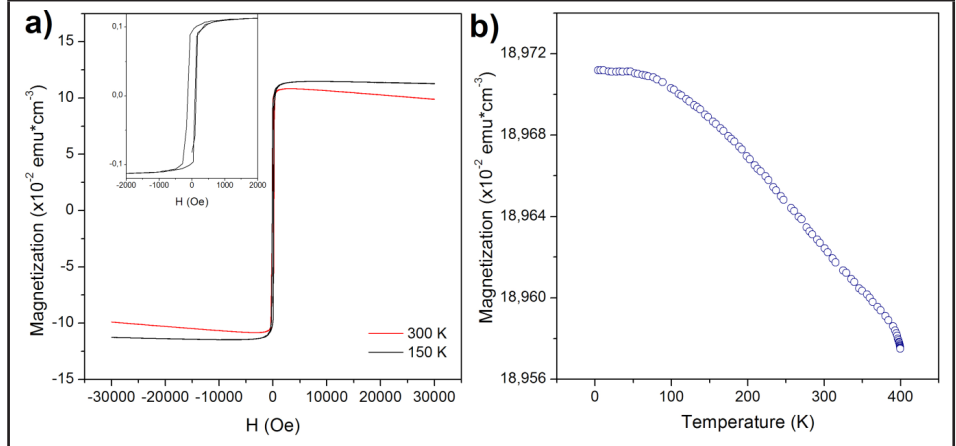 a)
Magnetization (x10⁻² emu*cm⁻³)
15
10
5
0
-5
-10
-15
-30000 -20000 -10000 0 10000 20000 30000
H (Oe)
300 K
150 K
0,1
0,0
-0,1
-2000 -1000 0 1000 2000
H (Oe)
b)
Magnetization (x10⁻² emu*cm⁻³)
18,972
18,968
18,964
18,960
18,956
0 100 200 300 400
Temperature (K)